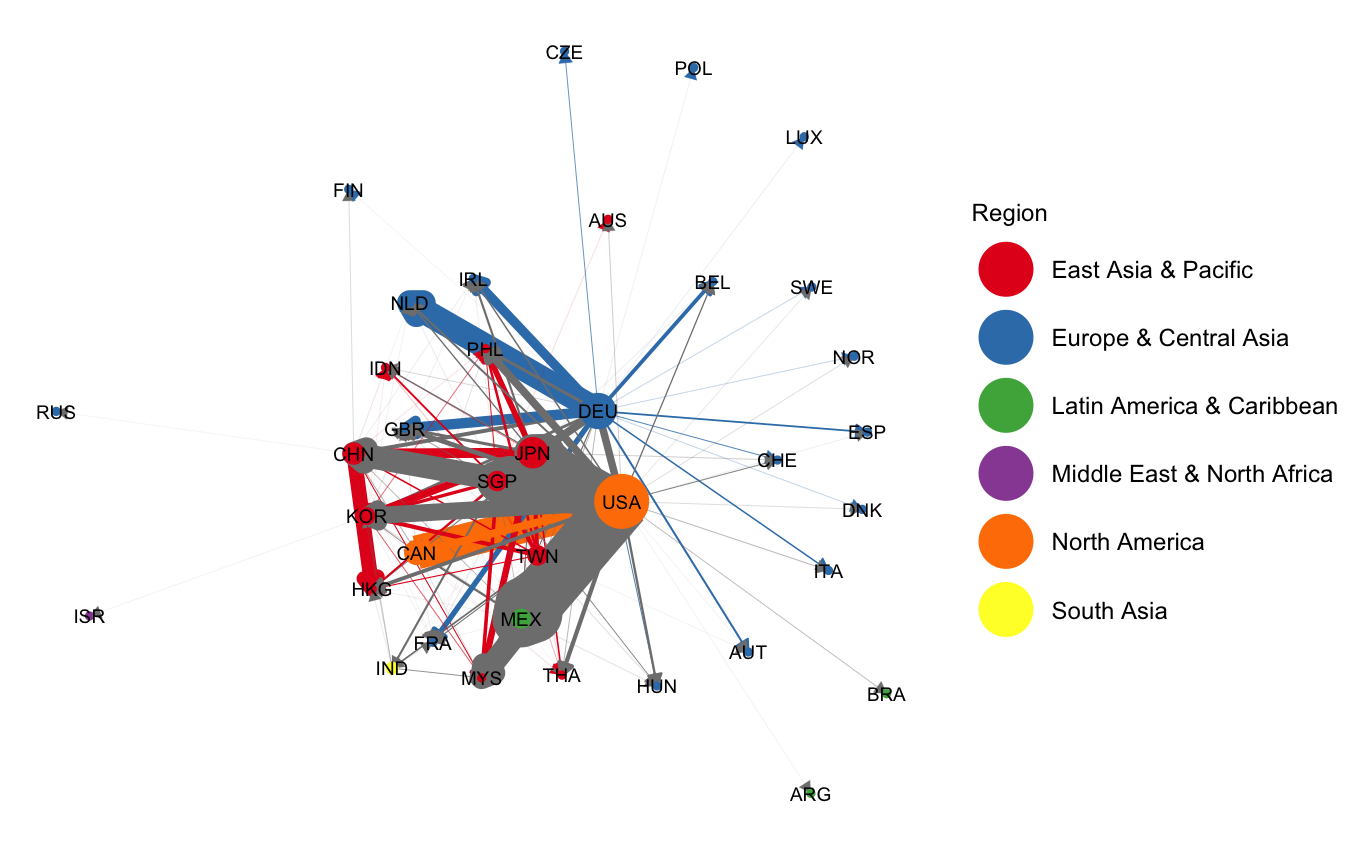 CZE
POL
LUX
FIN
AUS
Region
East Asia & Pacific
IRL
BEL
SWE
NLD
Europe & Central Asia
PHL
IDN
NOR
Latin America & Caribbean
RUS
DEU
GBR
ESP
CHN
JPN
CHE
Middle East & North Africa
SGP
KOR
USA
DNK
CAN
TWN
North America
HKG
ITA
ISR
MEX
South Asia
FRA
AUT
IND
MYS
THA
HUN
BRA
ARG